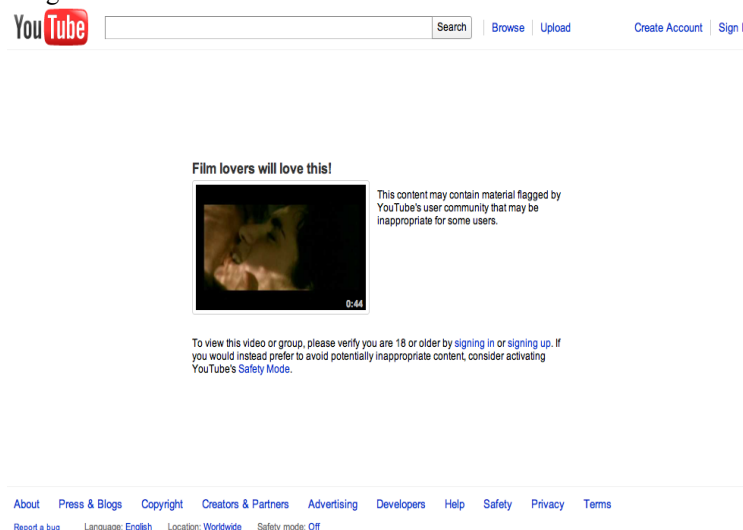 YouTube Search Browse Upload Create Account Sign
Film lovers will love this!
This content may contain material flagged by
YouTube's user community that may be
inappropriate for some users.
0:44
To view this video or group, please verify you are 18 or older by signing in or signing up. If
you would instead prefer to avoid potentially inappropriate content, consider activating
YouTube's Safety Mode.
About Press & Blogs Copyright Creators & Partners Advertising Developers Help Safety Privacy Terms
Report a bug Language: English Location: Worldwide Safety mode: Off